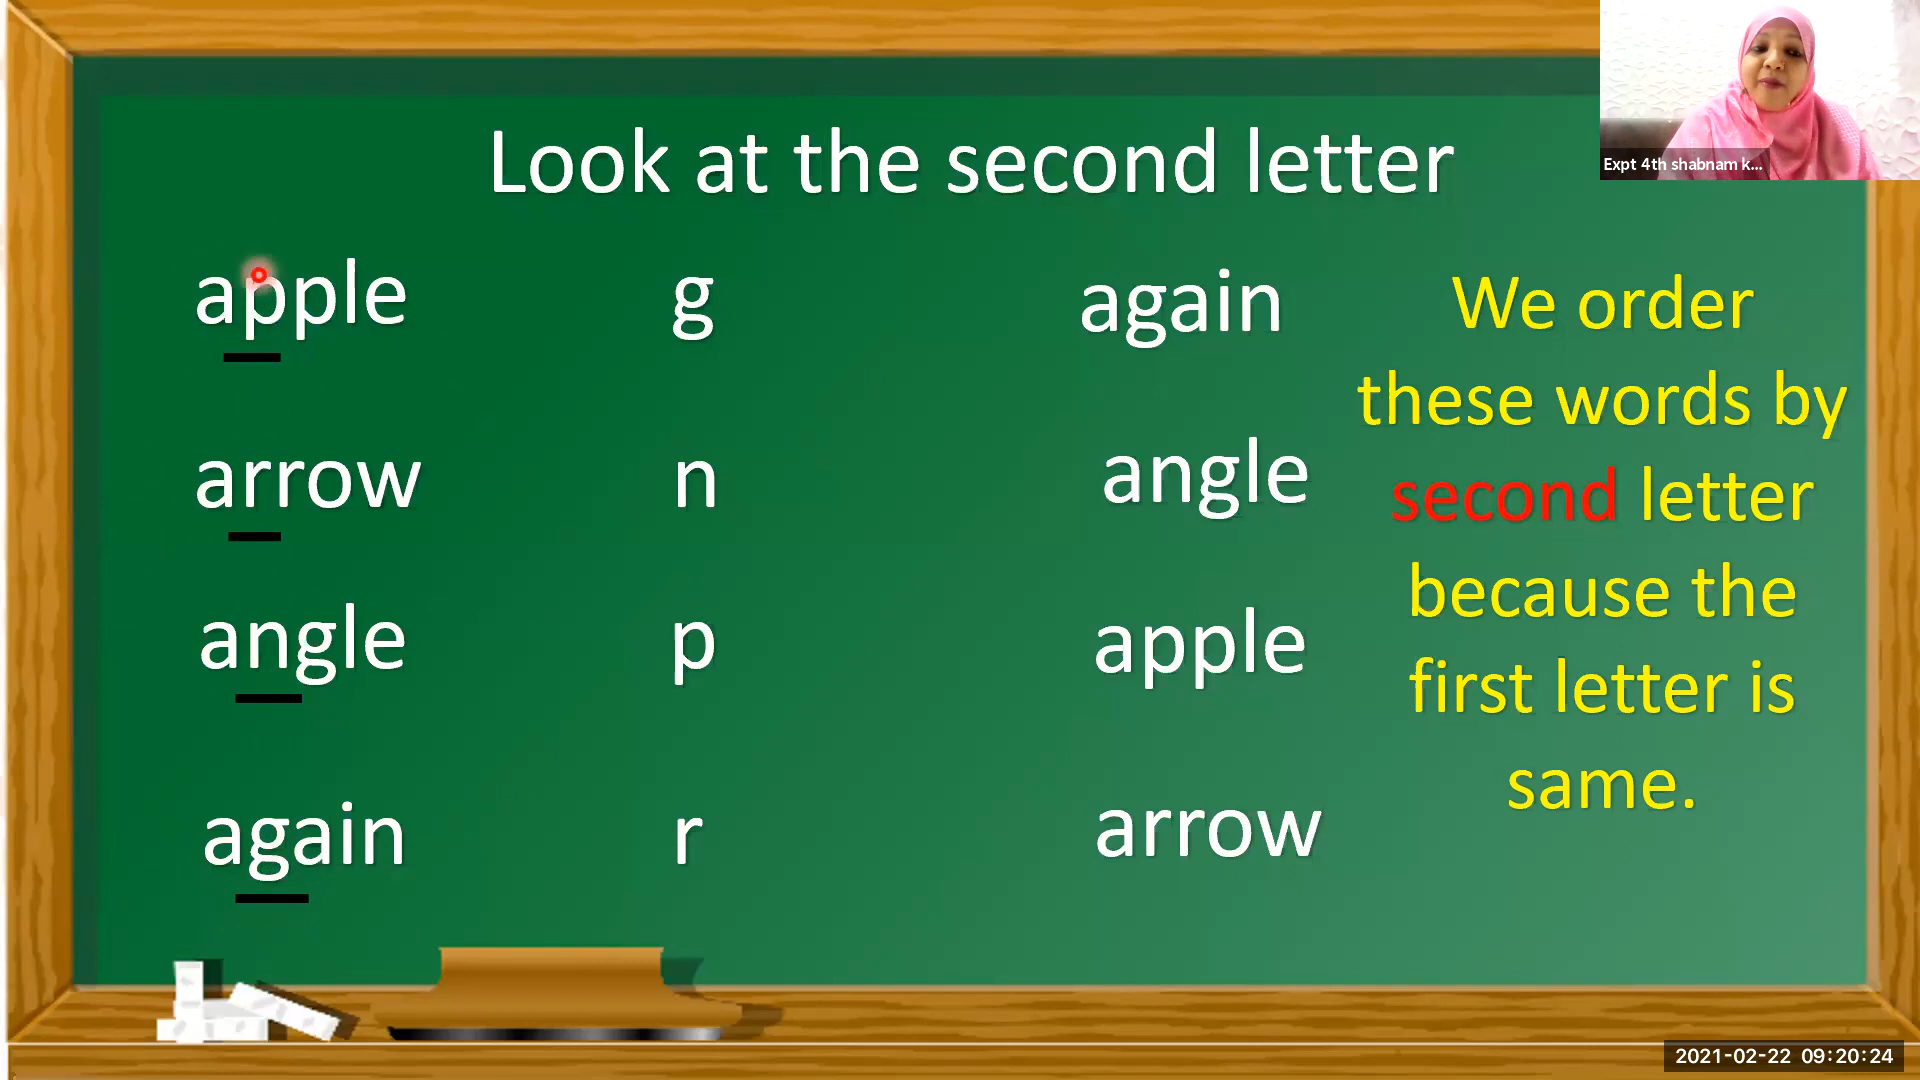 Look at the second letter
Expt 4th shabnam k...
apple g again
arrow n angle
angle p apple
again r arrow
We order
these words by
second letter
because the
first letter is
same.
2021-02-22 09:20:24